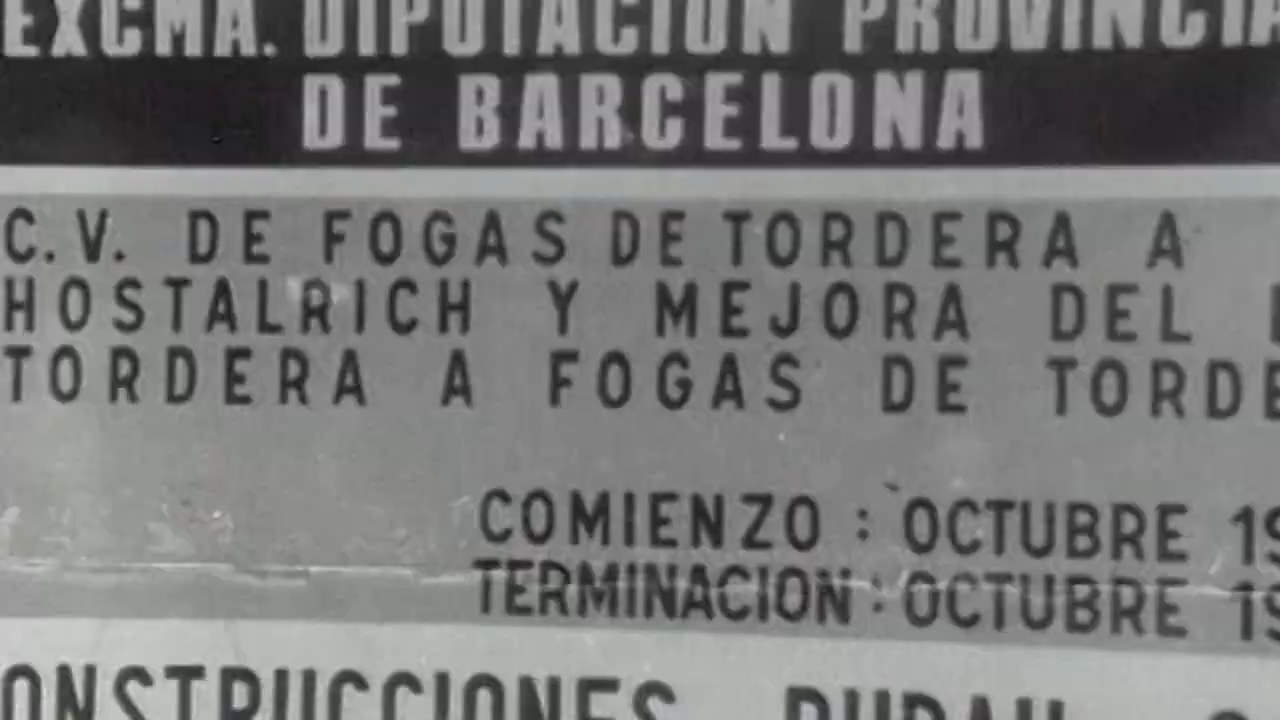 EXCMA. DIPUTACION PROVINCIA
DE BARCELONA
C.V. DE FOGAS DE TORDERA A
HOSTALRICH Y MEJORA DEL
TORDERA A FOGAS DE TORDE
COMIENZO : OCTUBRE 19
TERMINACION : OCTUBRE 19
ONSTRUCCIONES